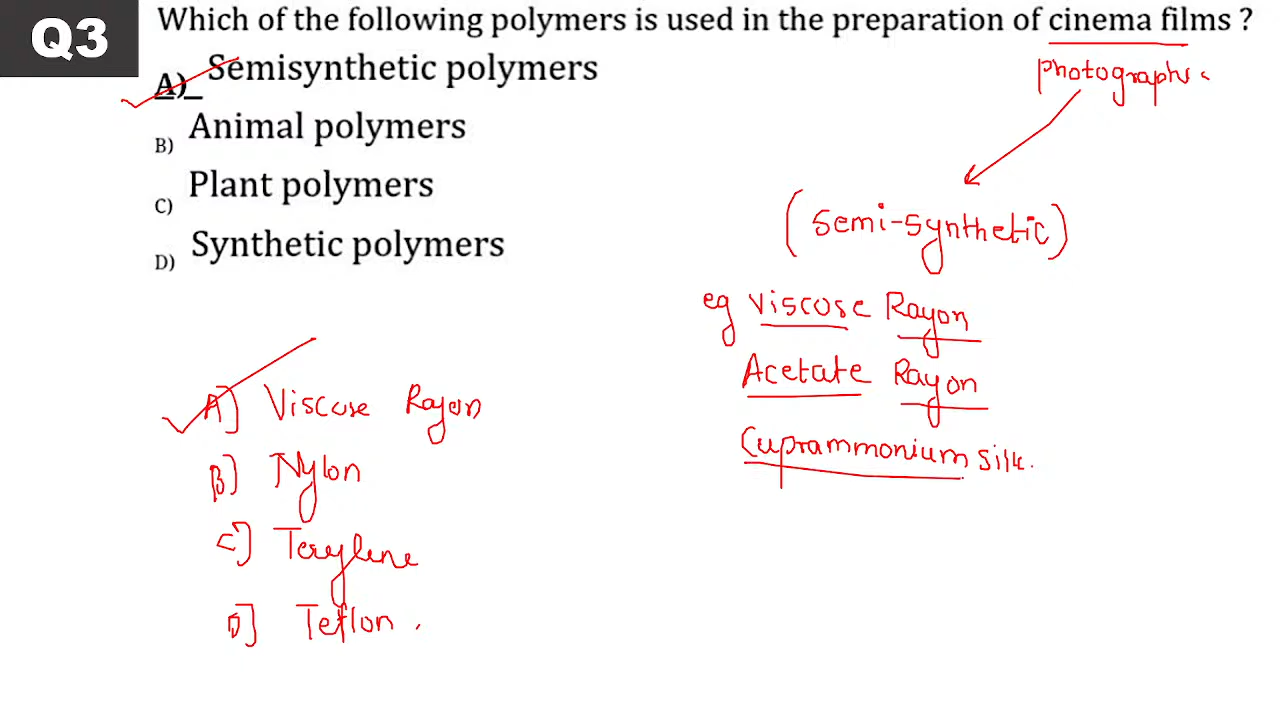 Q3
Which of the following polymers is used in the preparation of cinema films ?
A) Semisynthetic polymers
B) Animal polymers
C) Plant polymers
D) Synthetic polymers
photographs
(Semi-Synthetic)
eg Viscose Rayon
Acetate Rayon
Cuprammonium silk.
A] Viscose Rayon
B] Nylon
C] Terylene
D] Teflon.